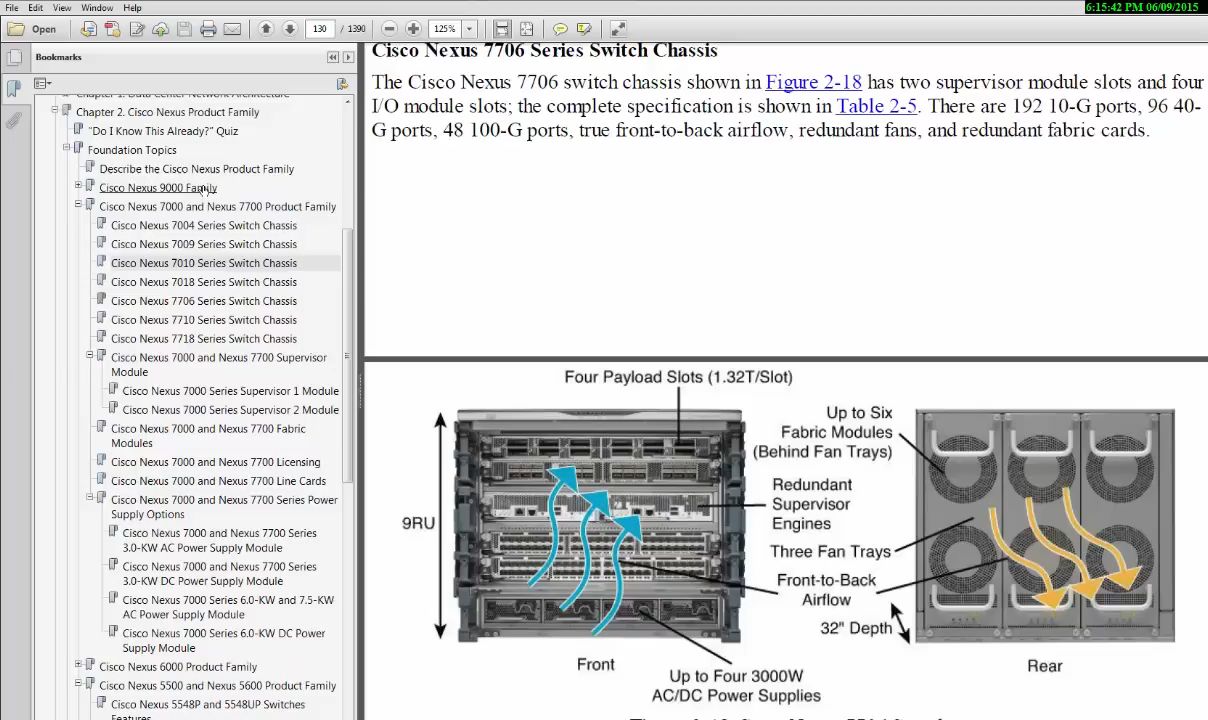 6:15:42 PM 06/09/2015
File Edit View Window Help
Open 130 / 1390 125%
Bookmarks
Chapter 1. Data Center Network Architecture
Chapter 2. Cisco Nexus Product Family
"Do I Know This Already?" Quiz
Foundation Topics
Describe the Cisco Nexus Product Family
Cisco Nexus 9000 Family
Cisco Nexus 7000 and Nexus 7700 Product Family
Cisco Nexus 7004 Series Switch Chassis
Cisco Nexus 7009 Series Switch Chassis
Cisco Nexus 7010 Series Switch Chassis
Cisco Nexus 7018 Series Switch Chassis
Cisco Nexus 7706 Series Switch Chassis
Cisco Nexus 7710 Series Switch Chassis
Cisco Nexus 7718 Series Switch Chassis
Cisco Nexus 7000 and Nexus 7700 Supervisor
Module
Cisco Nexus 7000 Series Supervisor 1 Module
Cisco Nexus 7000 Series Supervisor 2 Module
Cisco Nexus 7000 and Nexus 7700 Fabric
Modules
Cisco Nexus 7000 and Nexus 7700 Licensing
Cisco Nexus 7000 and Nexus 7700 Line Cards
Cisco Nexus 7000 and Nexus 7700 Series Power
Supply Options
Cisco Nexus 7000 and Nexus 7700 Series
3.0-KW AC Power Supply Module
Cisco Nexus 7000 and Nexus 7700 Series
3.0-KW DC Power Supply Module
Cisco Nexus 7000 Series 6.0-KW and 7.5-KW
AC Power Supply Module
Cisco Nexus 7000 Series 6.0-KW DC Power
Supply Module
Cisco Nexus 6000 Product Family
Cisco Nexus 5500 and Nexus 5600 Product Family
Cisco Nexus 5548P and 5548UP Switches
Features
Cisco Nexus 7706 Series Switch Chassis
The Cisco Nexus 7706 switch chassis shown in Figure 2-18 has two supervisor module slots and four
I/O module slots; the complete specification is shown in Table 2-5. There are 192 10-G ports, 96 40-
G ports, 48 100-G ports, true front-to-back airflow, redundant fans, and redundant fabric cards.
Four Payload Slots (1.32T/Slot)
Up to Six
Fabric Modules
(Behind Fan Trays)
Redundant
Supervisor
Engines
9RU
Three Fan Trays
Front-to-Back
Airflow
32" Depth
Front
Rear
Up to Four 3000W
AC/DC Power Supplies